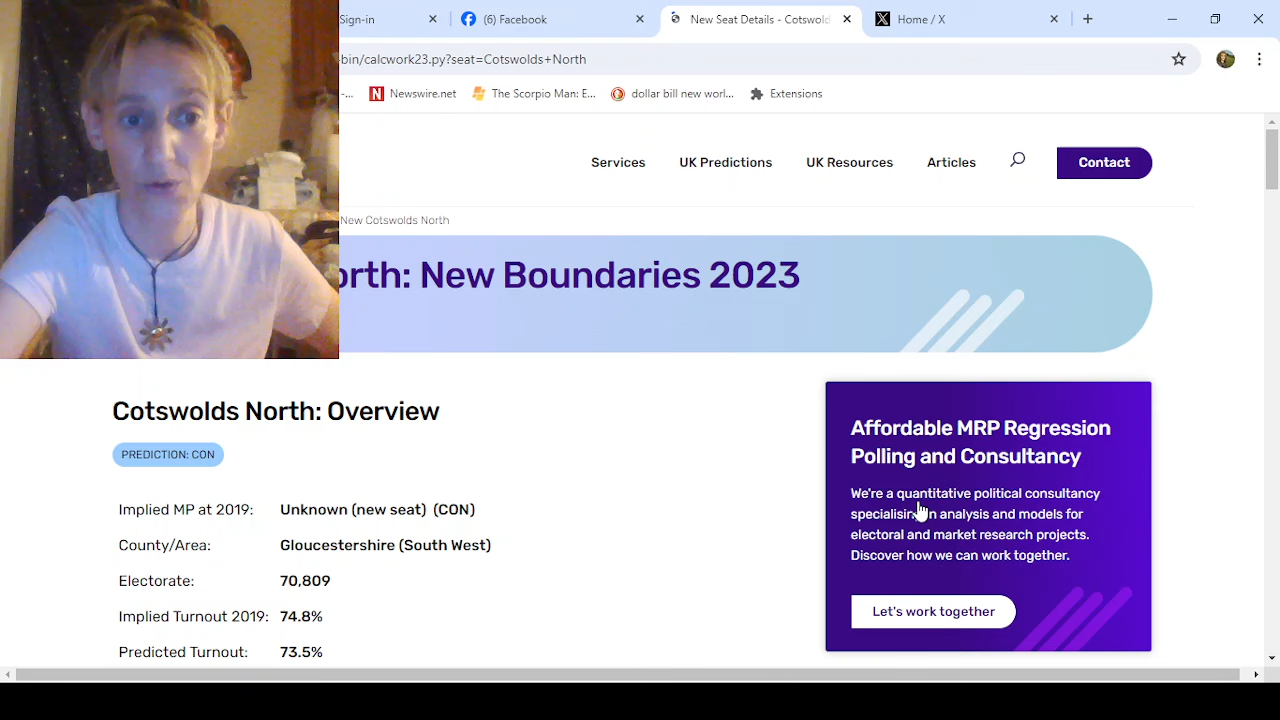 Sign-in
(6) Facebook
New Seat Details - Cotswold
Home / X
bin/calcwork23.py?seat=Cotswolds+North
-...
N Newswire.net
The Scorpio Man: E...
dollar bill new worl...
Extensions
Services
UK Predictions
UK Resources
Articles
Contact
New Cotswolds North
orth: New Boundaries 2023
Cotswolds North: Overview
PREDICTION: CON
Implied MP at 2019: Unknown (new seat) (CON)
County/Area: Gloucestershire (South West)
Electorate: 70,809
Implied Turnout 2019: 74.8%
Predicted Turnout: 73.5%
Affordable MRP Regression
Polling and Consultancy
We're a quantitative political consultancy
specialising in analysis and models for
electoral and market research projects.
Discover how we can work together.
Let's work together